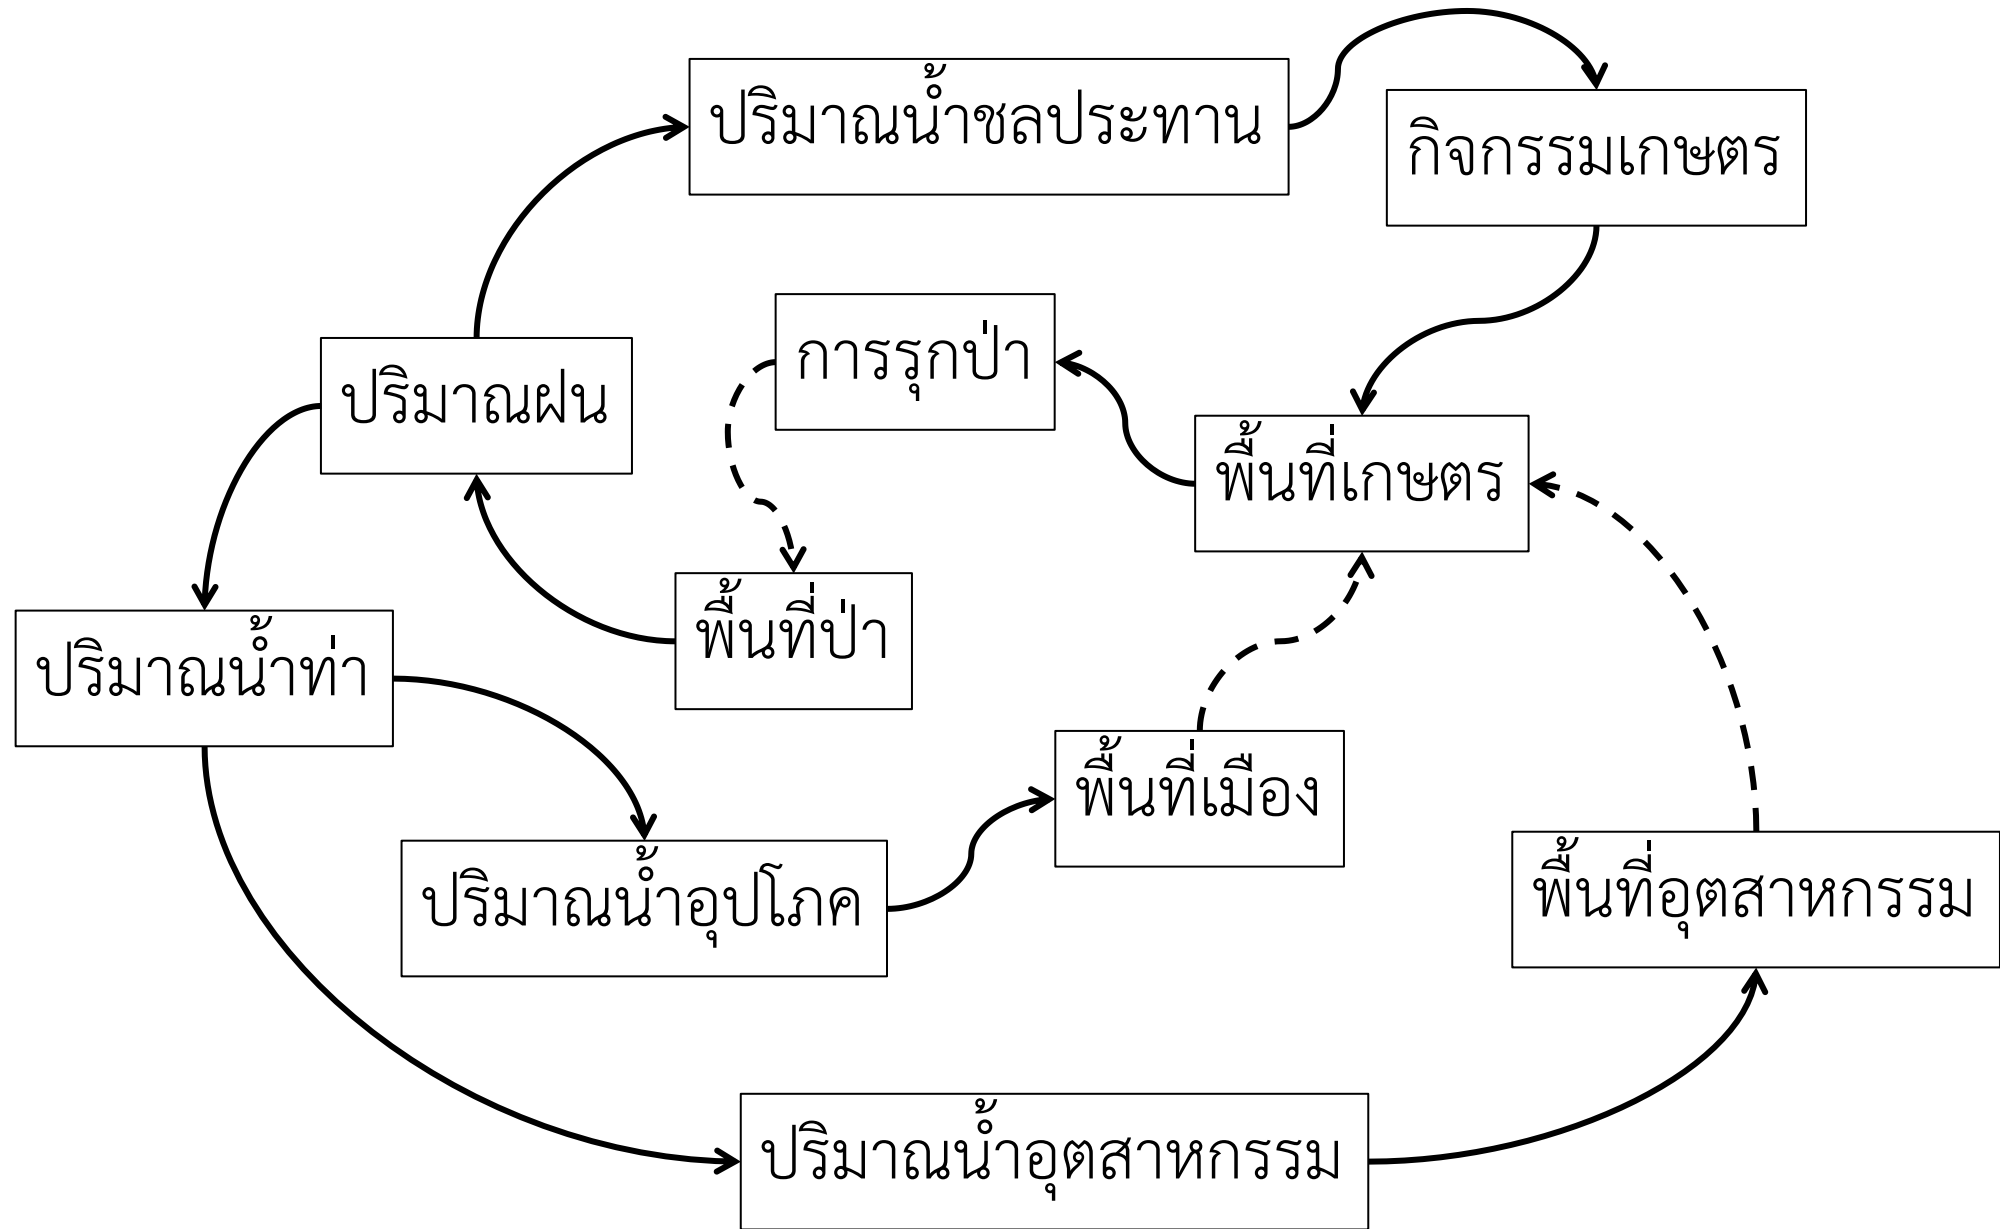 ปริมาณน้ำชลประทาน
กิจกรรมเกษตร
การรุกป่า
ปริมาณฝน
พื้นที่เกษตร
พื้นที่ป่า
ปริมาณน้ำท่า
พื้นที่เมือง
ปริมาณน้ำอุปโภค
พื้นที่อุตสาหกรรม
ปริมาณน้ำอุตสาหกรรม